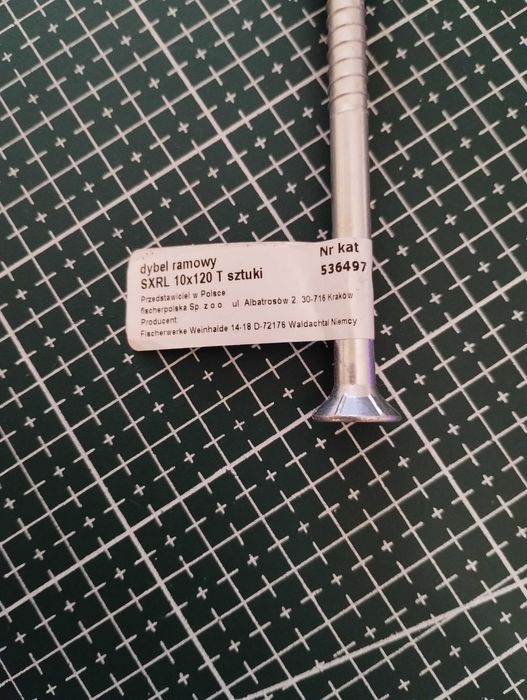 dybel ramowy
SXRL 10x120 T sztuki
Nr kat
536497
Przedstawiciel w Polsce
fischerpolska Sp. z o.o. ul. Albatrosów 2, 30-716 Kraków
Producent:
Fischerwerke Weinhalde 14-18 D-72176 Waldachtal Niemcy